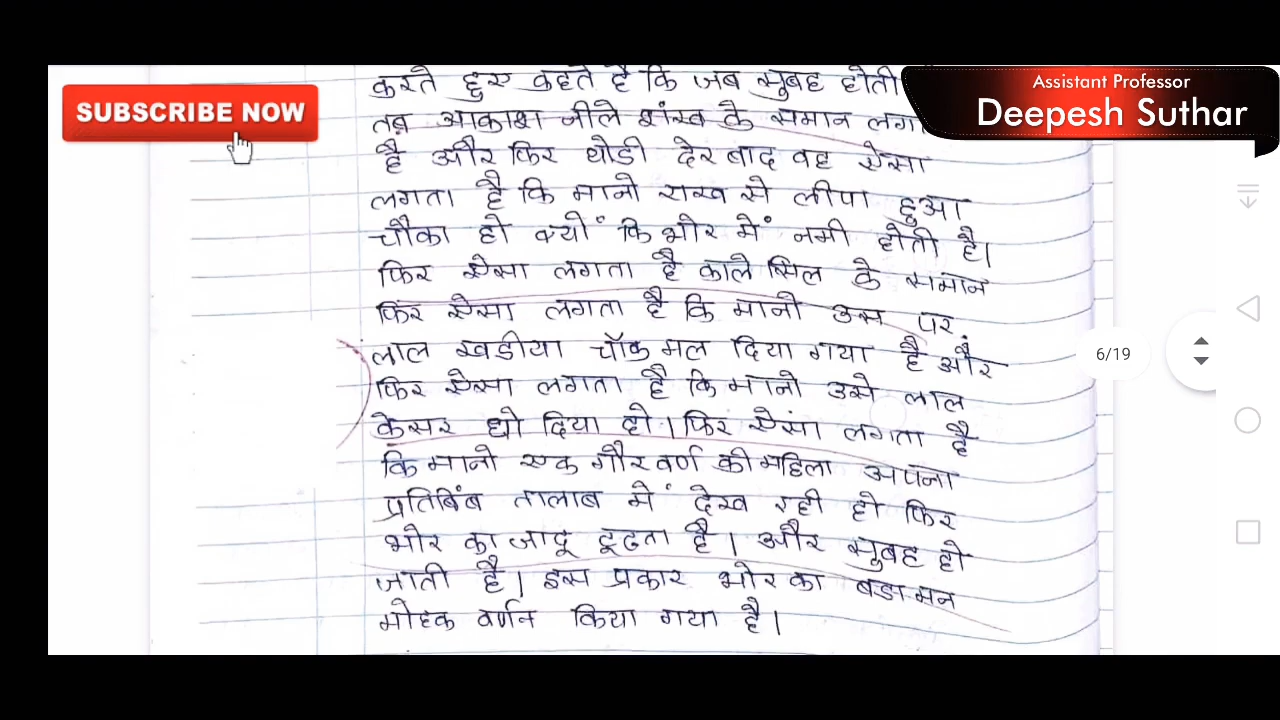 SUBSCRIBE NOW
Assistant Professor
Deepesh Suthar
करते हुए कहते है कि जब सुबह होती
तब आकाश नीले शंख के समान लगता
है और फिर थोडी देर बाद वह ऐसा
लगता है कि मानो राख से लीपा हुआ
चौका हो क्यों कि भोर में नमी होती है।
फिर ऐसा लगता है काले सिल के समान
फिर ऐसा लगता है कि मानो उस पर
लाल खडीया चॉक मल दिया गया है और
फिर ऐसा लगता है कि मानो उसे लाल
केसर धो दिया हो। फिर ऐसा लगता है
कि मानो एक गौर वर्ण की महिला अपना
प्रतिबिंब तालाब में देख रही हो फिर
भोर का जादू टूटता है। और सुबह हो
जाती है। इस प्रकार भोर का बडा मन
मोहक वर्णन किया गया है।
6/19